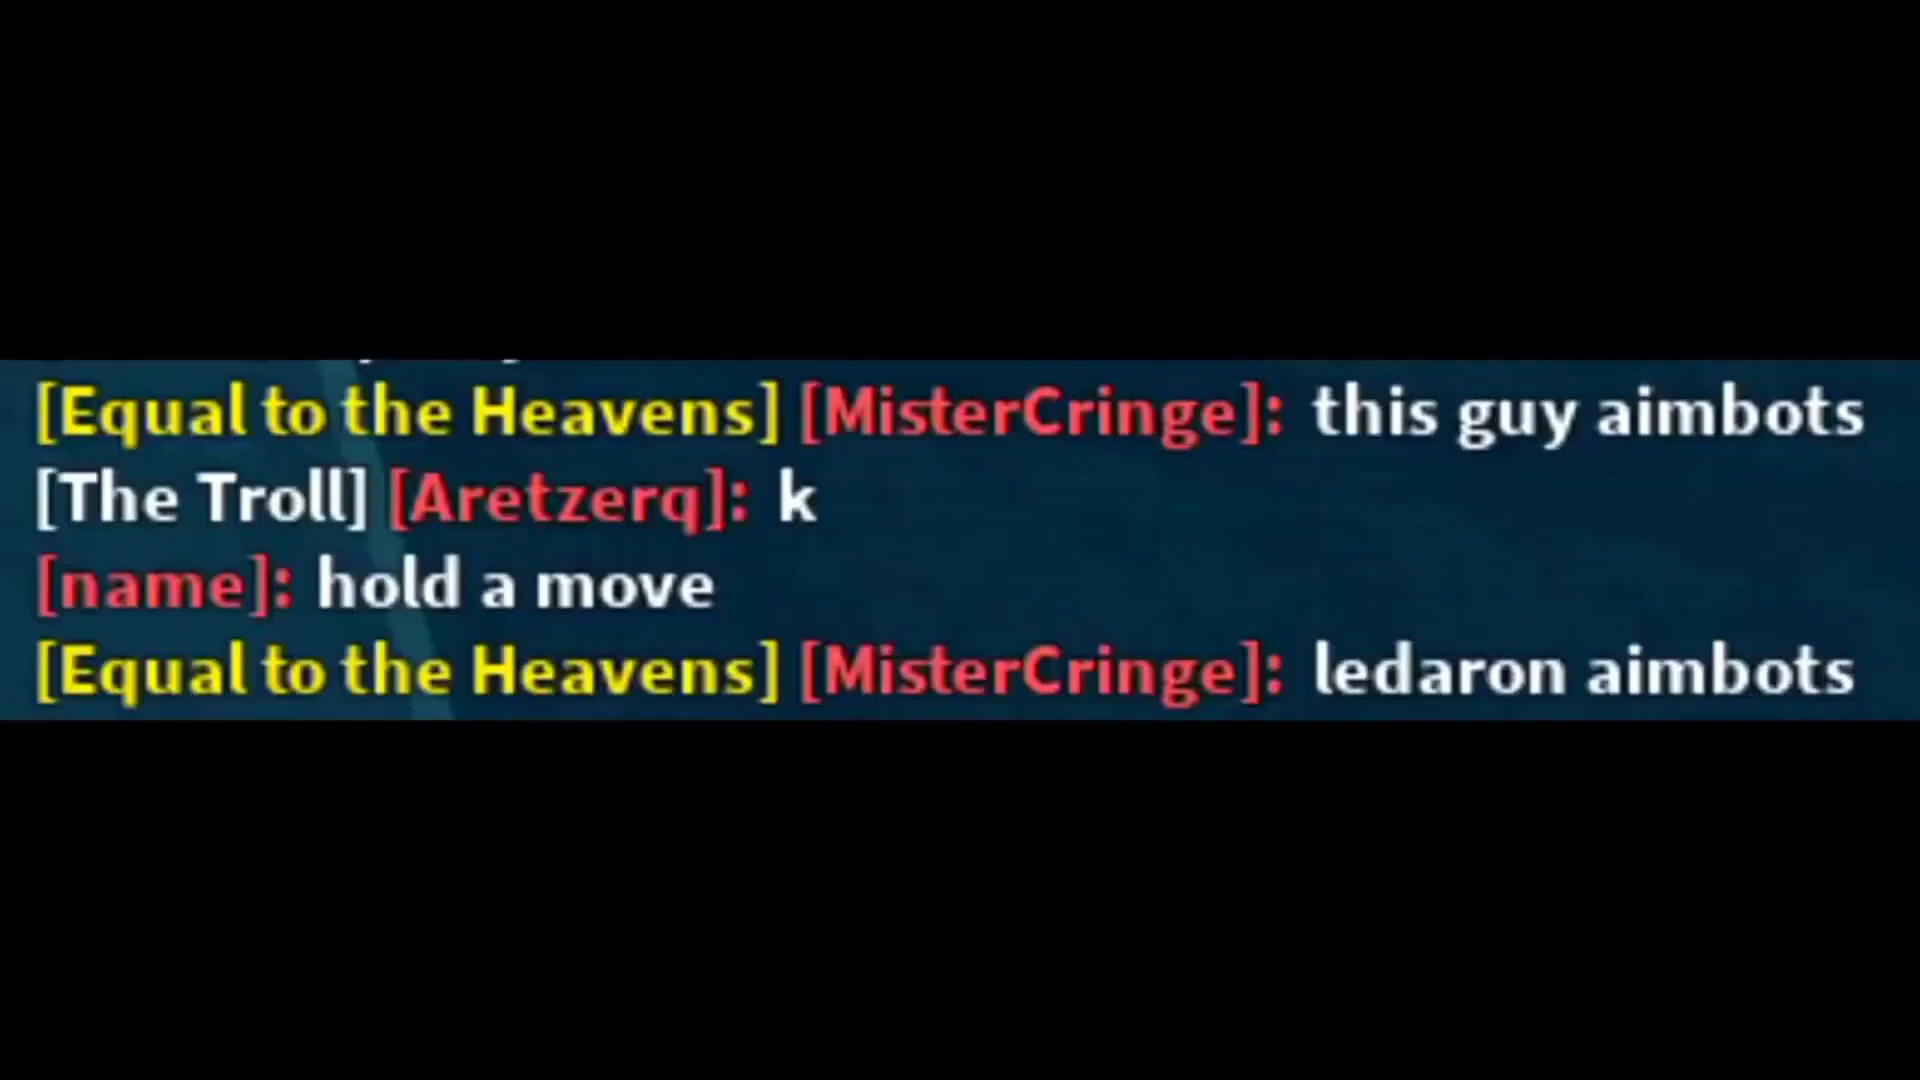 [Equal to the Heavens] [MisterCringe]: this guy aimbots
[The Troll] [Aretzerq]: k
[name]: hold a move
[Equal to the Heavens] [MisterCringe]: ledaron aimbots